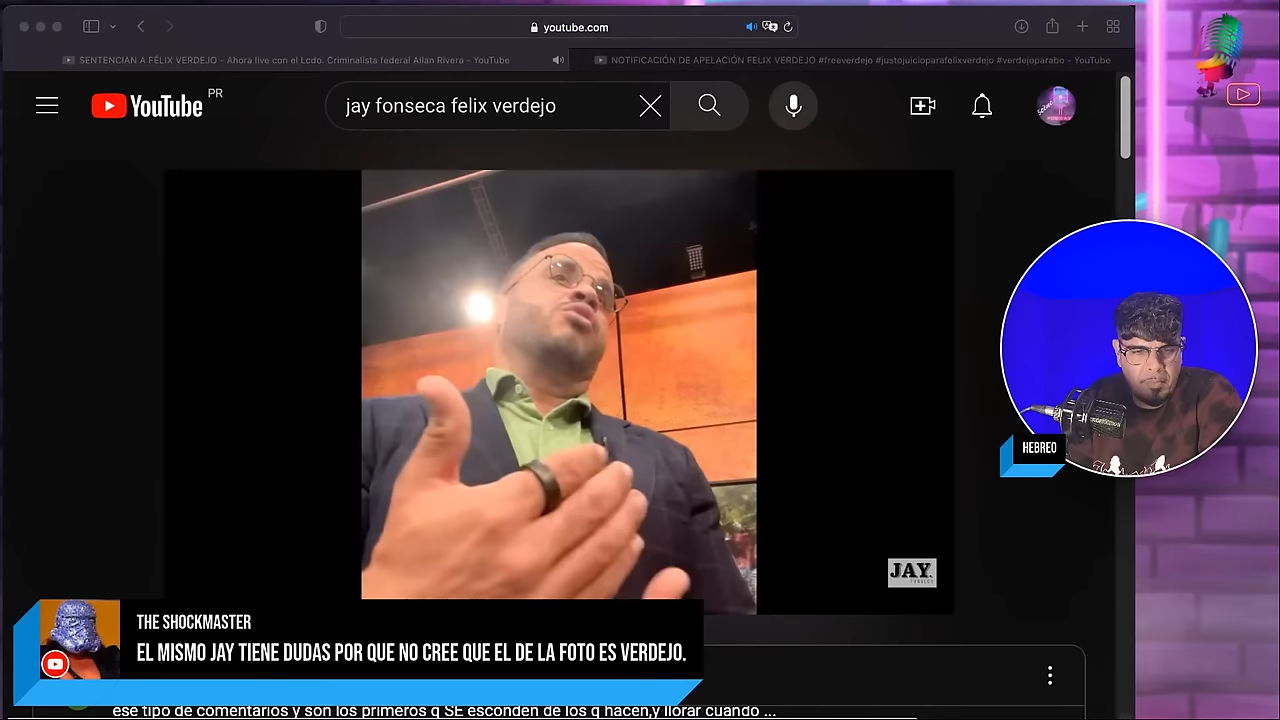 youtube.com
SENTENCIAN A FÉLIX VERDEJO - Ahora live con el Lcdo. Criminalista federal Allan Rivera - YouTube
NOTIFICACIÓN DE APELACIÓN FELIX VERDEJO #freeverdejo #justojuicioparafelixverdejo #verdejoparabo - YouTube
YouTube PR
jay fonseca felix verdejo
HEBREO
JAY
FONSECA
THE SHOCKMASTER
EL MISMO JAY TIENE DUDAS POR QUE NO CREE QUE EL DE LA FOTO ES VERDEJO.
ese tipo de comentarios y son los primeros q SE esconden de los q hacen,y llorar cuando ...